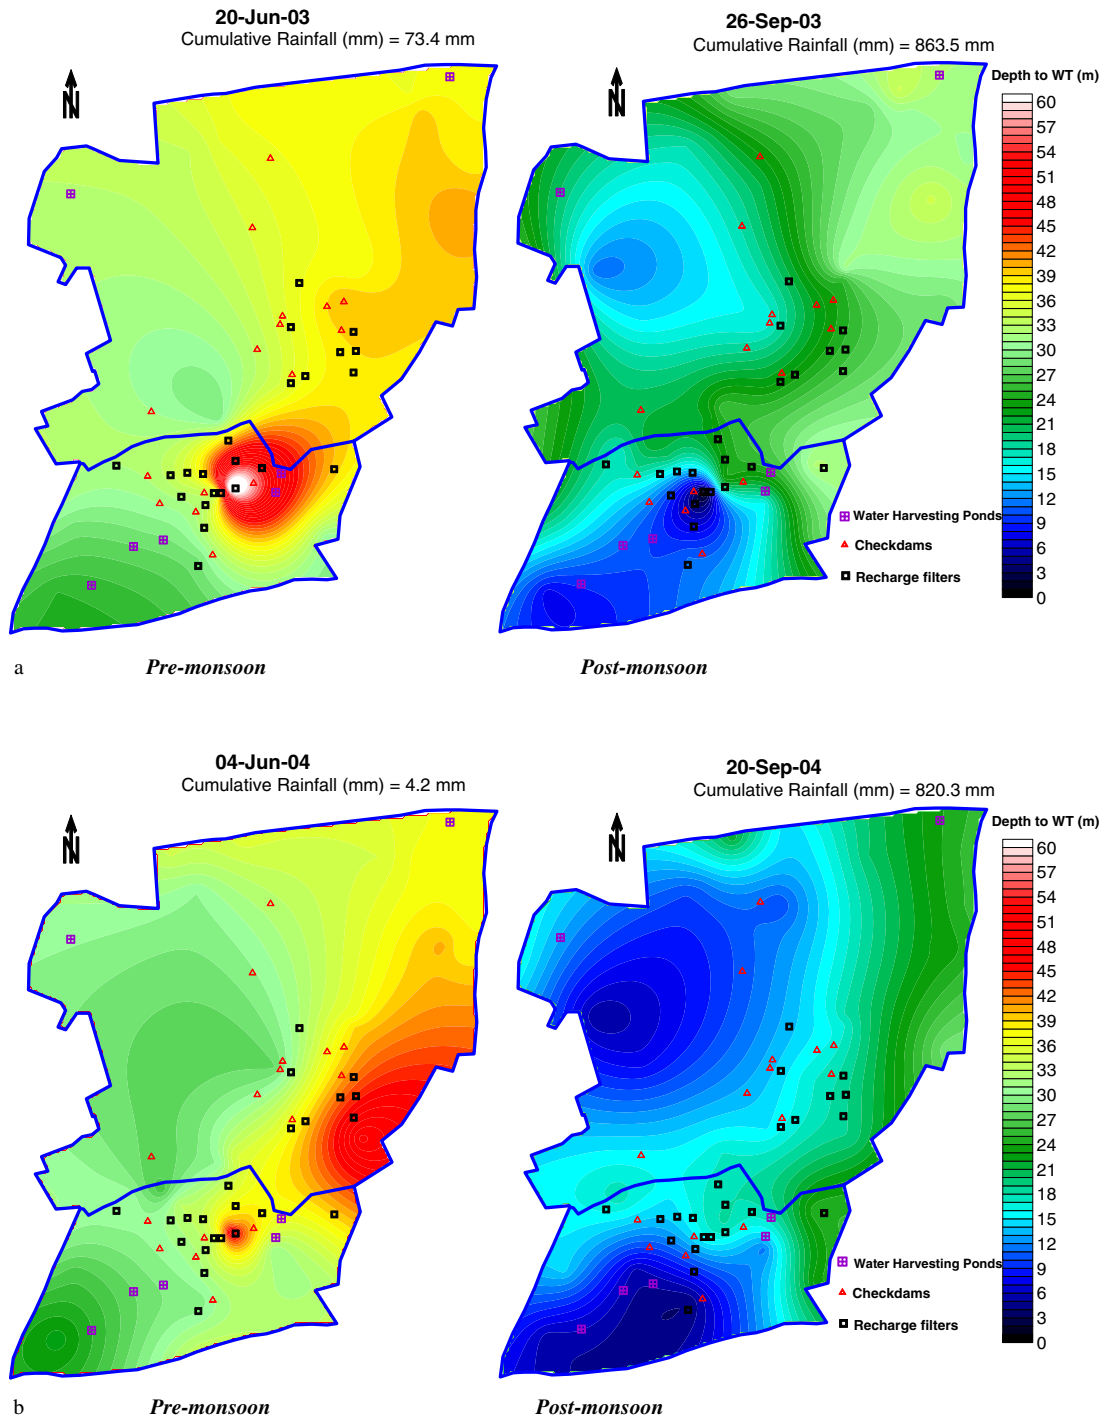 20-Jun-03
Cumulative Rainfall (mm) = 73.4 mm
26-Sep-03
Cumulative Rainfall (mm) = 863.5 mm
N
N
Depth to WT (m)
60
57
54
51
48
45
42
39
36
33
30
27
24
21
18
15
12
9
6
3
0
Water Harvesting Ponds
Checkdams
Recharge filters
a
Pre-monsoon
Post-monsoon
04-Jun-04
Cumulative Rainfall (mm) = 4.2 mm
20-Sep-04
Cumulative Rainfall (mm) = 820.3 mm
N
N
Depth to WT (m)
60
57
54
51
48
45
42
39
36
33
30
27
24
21
18
15
12
9
6
3
0
Water Harvesting Ponds
Checkdams
Recharge filters
b
Pre-monsoon
Post-monsoon